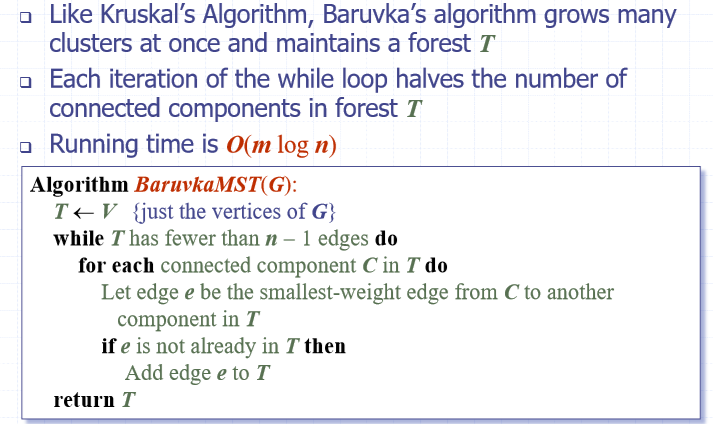 Like Kruskal's Algorithm, Baruvka's algorithm grows many
clusters at once and maintains a forest T
Each iteration of the while loop halves the number of
connected components in forest T
Running time is O(m log n)
Algorithm BaruvkaMST(G):
T ← V {just the vertices of G}
while T has fewer than n – 1 edges do
for each connected component C in T do
Let edge e be the smallest-weight edge from C to another
component in T
if e is not already in T then
Add edge e to T
return T